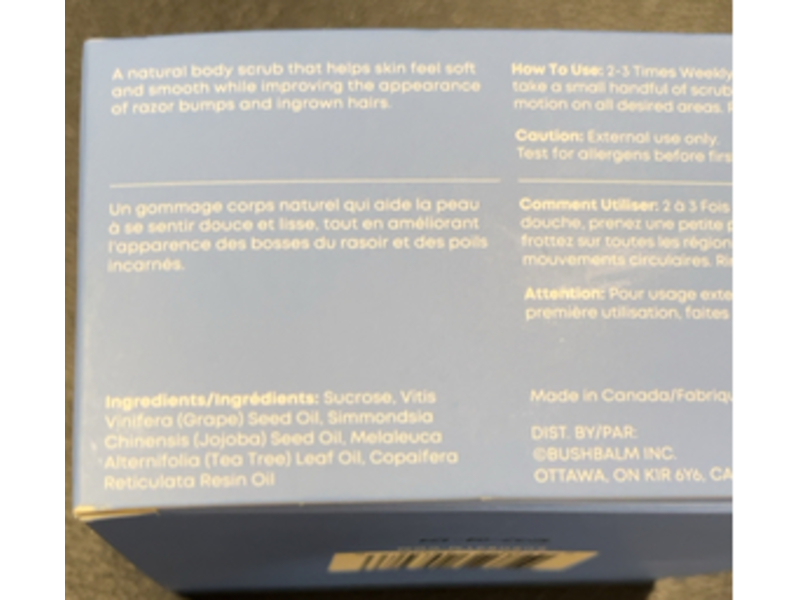 A natural body scrub that helps skin feel soft
and smooth while improving the appearance
of razor bumps and ingrown hairs.
Un gommage corps naturel qui aide la peau
à se sentir douce et lisse, tout en améliorant
l'apparence des bosses du rasoir et des poils
incarnés.
Ingredients/Ingrédients: Sucrose, Vitis
Vinifera (Grape) Seed Oil, Simmondsia
Chinensis (Jojoba) Seed Oil, Melaleuca
Alternifolia (Tea Tree) Leaf Oil, Copaifera
Reticulata Resin Oil
How To Use: 2-3 Times Weekly
take a small handful of scrub
motion on all desired areas.
Caution: External use only.
Test for allergens before
Comment Utiliser: 2 à 3 Fois
douche, prenez une petite
frottez sur toutes les
mouvements circulaires.
Attention: Pour usage
première utilisation, faites
Made in Canada/
DIST. BY/PAR:
©BUSHBALM INC.
OTTAWA, ON K1R 6Y6,